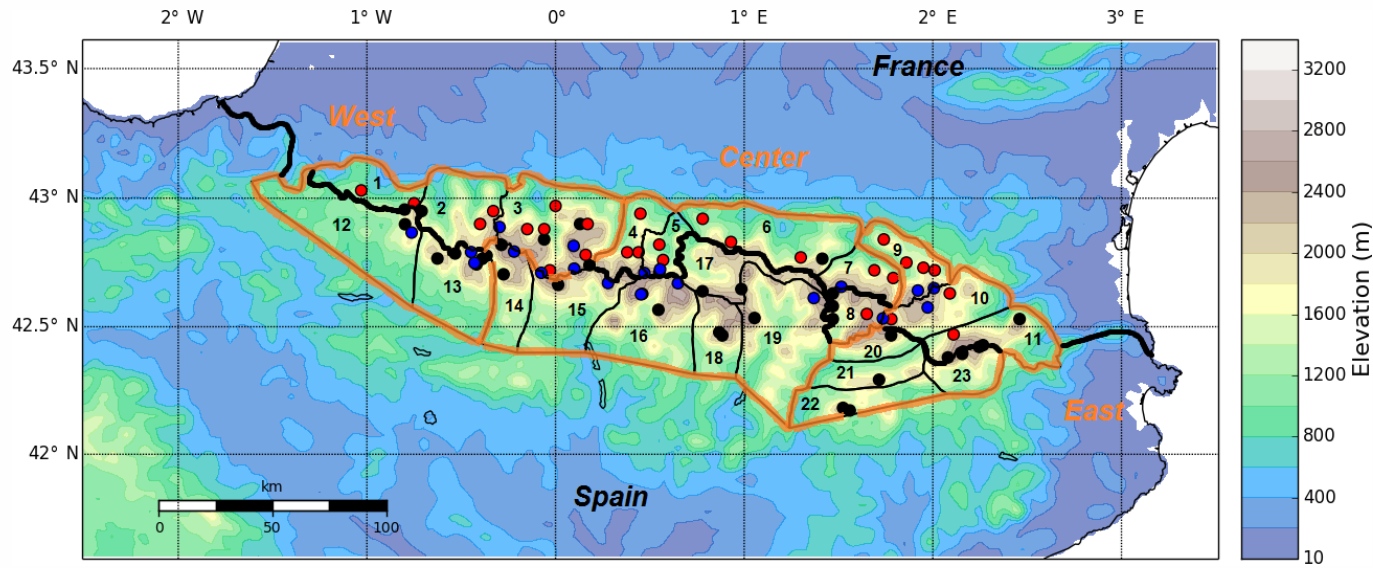 2° W
1° W
0°
1° E
2° E
3° E
43.5° N
France
West
Center
43° N
1
2
3
4
5
6
7
9
10
12
13
14
15
16
17
18
19
8
20
11
21
23
22
42.5° N
42° N
East
Spain
km
0
50
100
3200
2800
2400
2000
1600
1200
800
400
10
Elevation (m)